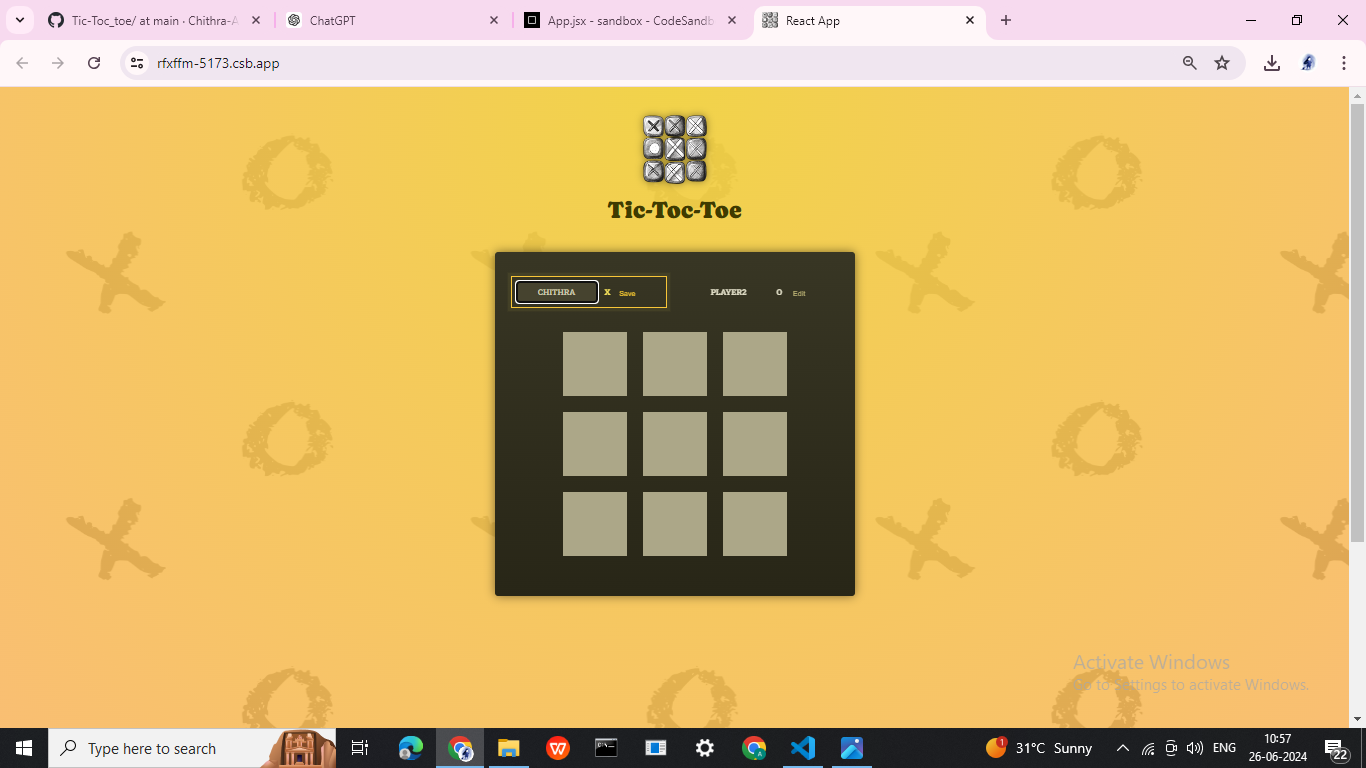 Tic-Toc_toe/ at main · Chithra-A
ChatGPT
App.jsx - sandbox - CodeSandb
React App
rfxffm-5173.csb.app
Tic-Toc-Toe
CHITHRA X Save
PLAYER2 O Edit
Activate Windows
Go to Settings to activate Windows.
Type here to search
1
31°C Sunny
ENG
10:57
26-06-2024
22